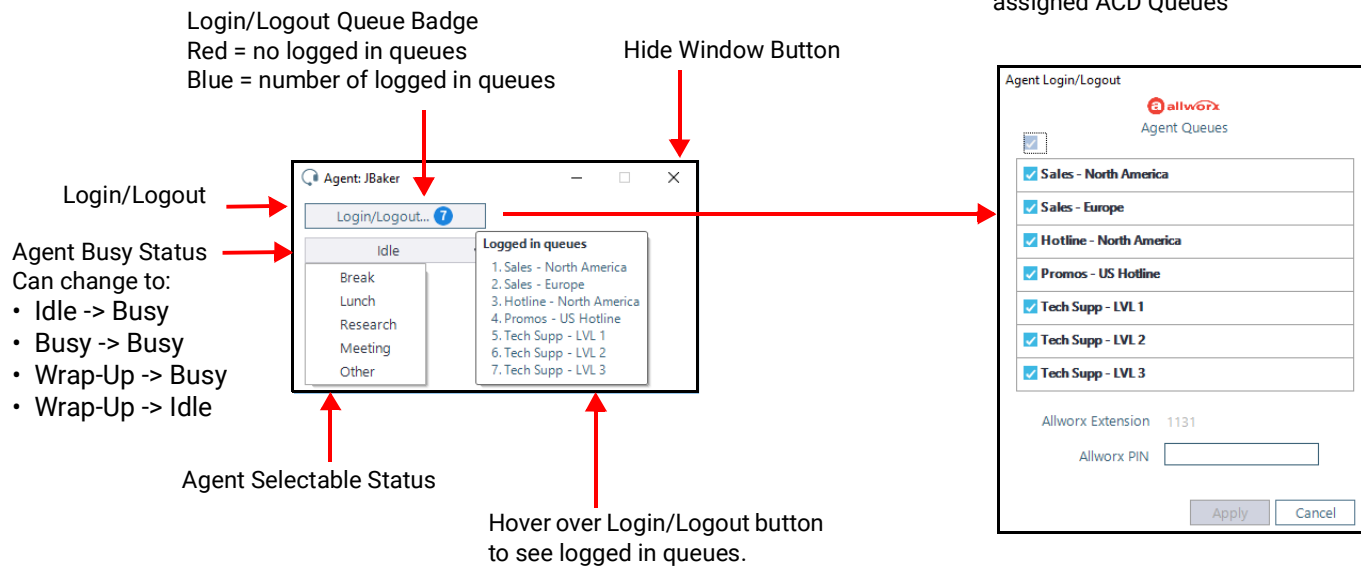 assigned ACD Queues
Login/Logout Queue Badge
Red = no logged in queues
Blue = number of logged in queues
Hide Window Button
Login/Logout
Agent Busy Status
Can change to:
• Idle -> Busy
• Busy -> Busy
• Wrap-Up -> Busy
• Wrap-Up -> Idle
Agent: JBaker
Login/Logout... 7
Idle
Break
Lunch
Research
Meeting
Other
Logged in queues
1. Sales - North America
2. Sales - Europe
3. Hotline - North America
4. Promos - US Hotline
5. Tech Supp - LVL 1
6. Tech Supp - LVL 2
7. Tech Supp - LVL 3
Agent Selectable Status
Hover over Login/Logout button
to see logged in queues.
Agent Login/Logout
allworx
Agent Queues
Sales - North America
Sales - Europe
Hotline - North America
Promos - US Hotline
Tech Supp - LVL 1
Tech Supp - LVL 2
Tech Supp - LVL 3
Allworx Extension 1131
Allworx PIN
Apply Cancel